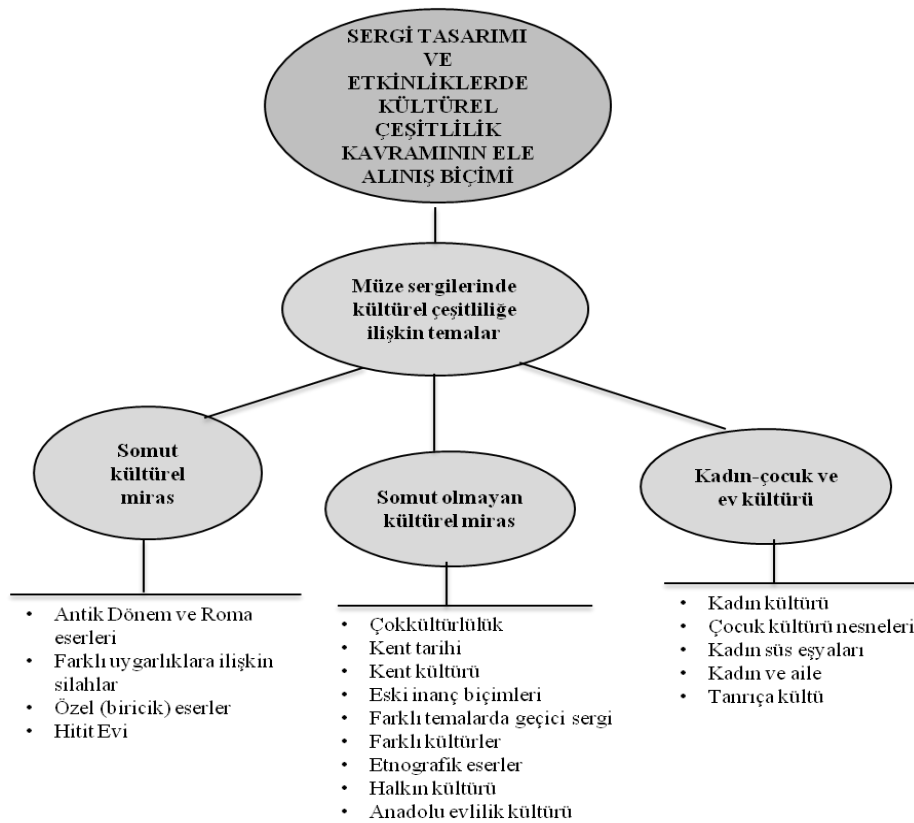 SERGİ TASARIMI
VE
ETKİNLİKLERDE
KÜLTÜREL
ÇEŞİTLİLİK
KAVRAMININ ELE
ALINIŞ BİÇİMİ
Müze sergilerinde
kültürel çeşitliliğe
ilişkin temalar
Somut
kültürel
miras
Somut olmayan
kültürel miras
Kadın-çocuk ve
ev kültürü
• Antik Dönem ve Roma
eserleri
• Farklı uygarlıklara ilişkin
silahlar
• Özel (biricik) eserler
• Hitit Evi
• Çokkültürlülük
• Kent tarihi
• Kent kültürü
• Eski inanç biçimleri
• Farklı temalarda geçici sergi
• Farklı kültürler
• Etnografik eserler
• Halkın kültürü
• Anadolu evlilik kültürü
• Kadın kültürü
• Çocuk kültürü nesneleri
• Kadın süs eşyaları
• Kadın ve aile
• Tanrıça kültü